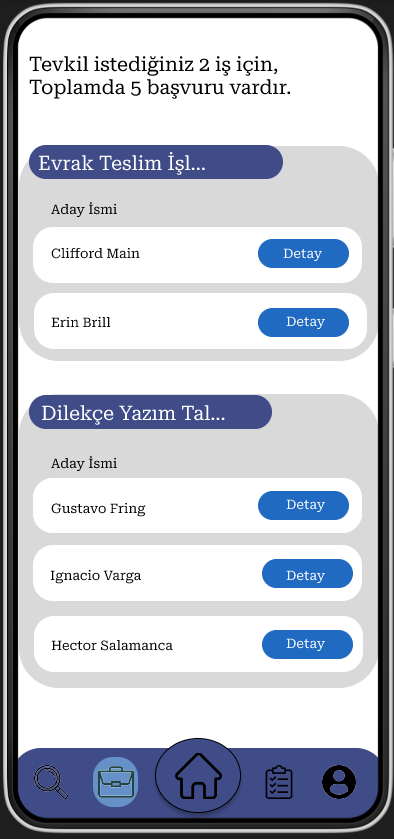 Tevkil istediğiniz 2 iş için,
Toplamda 5 başvuru vardır.
Evrak Teslim İşl...
Aday İsmi
Clifford Main
Detay
Erin Brill
Detay
Dilekçe Yazım Tal...
Aday İsmi
Gustavo Fring
Detay
Ignacio Varga
Detay
Hector Salamanca
Detay